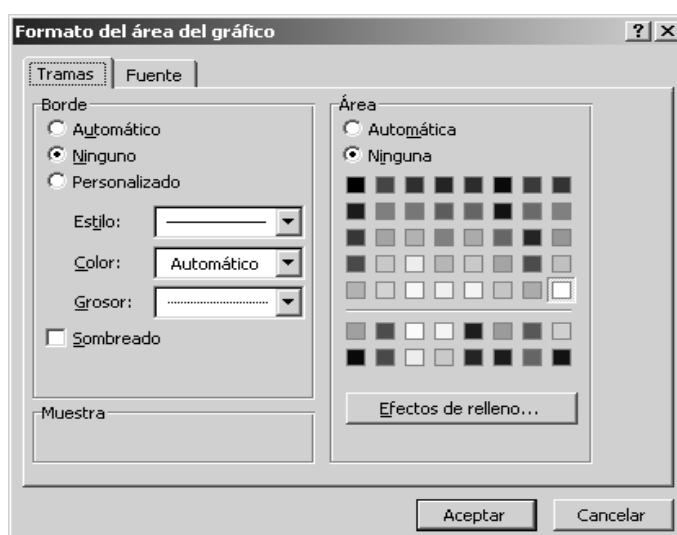 Formato del área del gráfico
Tramas Fuente
Borde
Automático
Ninguno
Personalizado
Estilo:
Color: Automático
Grosor:
Sombreado
Muestra
Área
Automática
Ninguna
Efectos de relleno...
Aceptar Cancelar